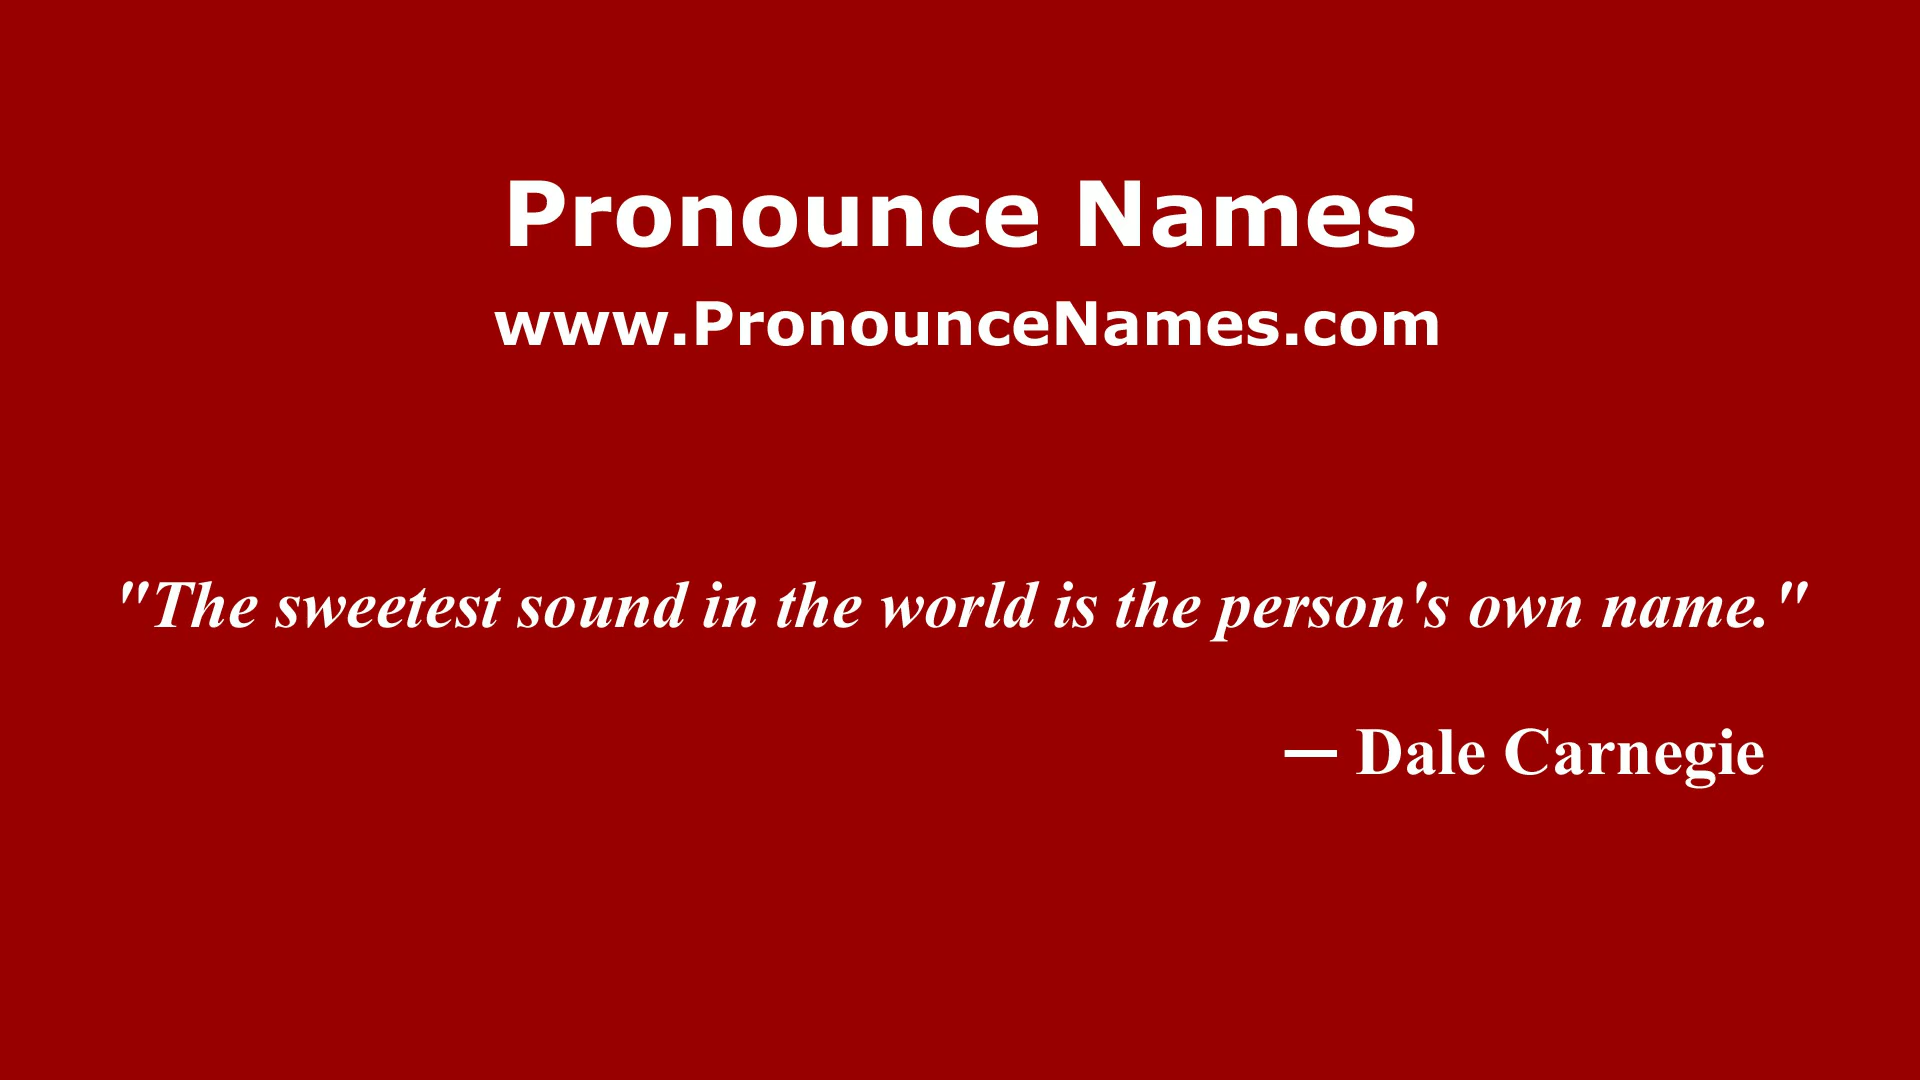 Pronounce Names
www.PronounceNames.com
"The sweetest sound in the world is the person's own name."
— Dale Carnegie